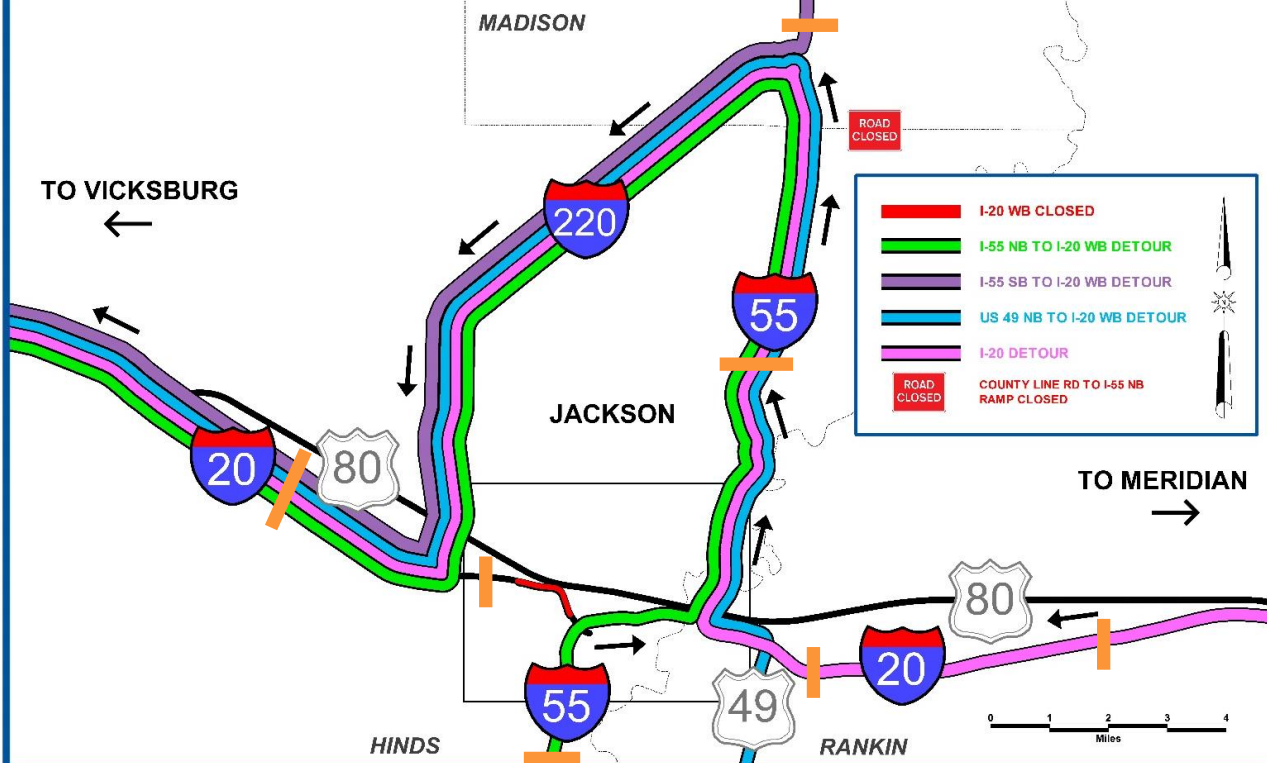 MADISON
ROAD
CLOSED
TO VICKSBURG
220
I-20 WB CLOSED
I-55 NB TO I-20 WB DETOUR
I-55 SB TO I-20 WB DETOUR
US 49 NB TO I-20 WB DETOUR
I-20 DETOUR
ROAD
CLOSED
COUNTY LINE RD TO I-55 NB
RAMP CLOSED
55
JACKSON
20
80
TO MERIDIAN
80
20
55
49
HINDS
RANKIN
0 1 2 3 4
Miles